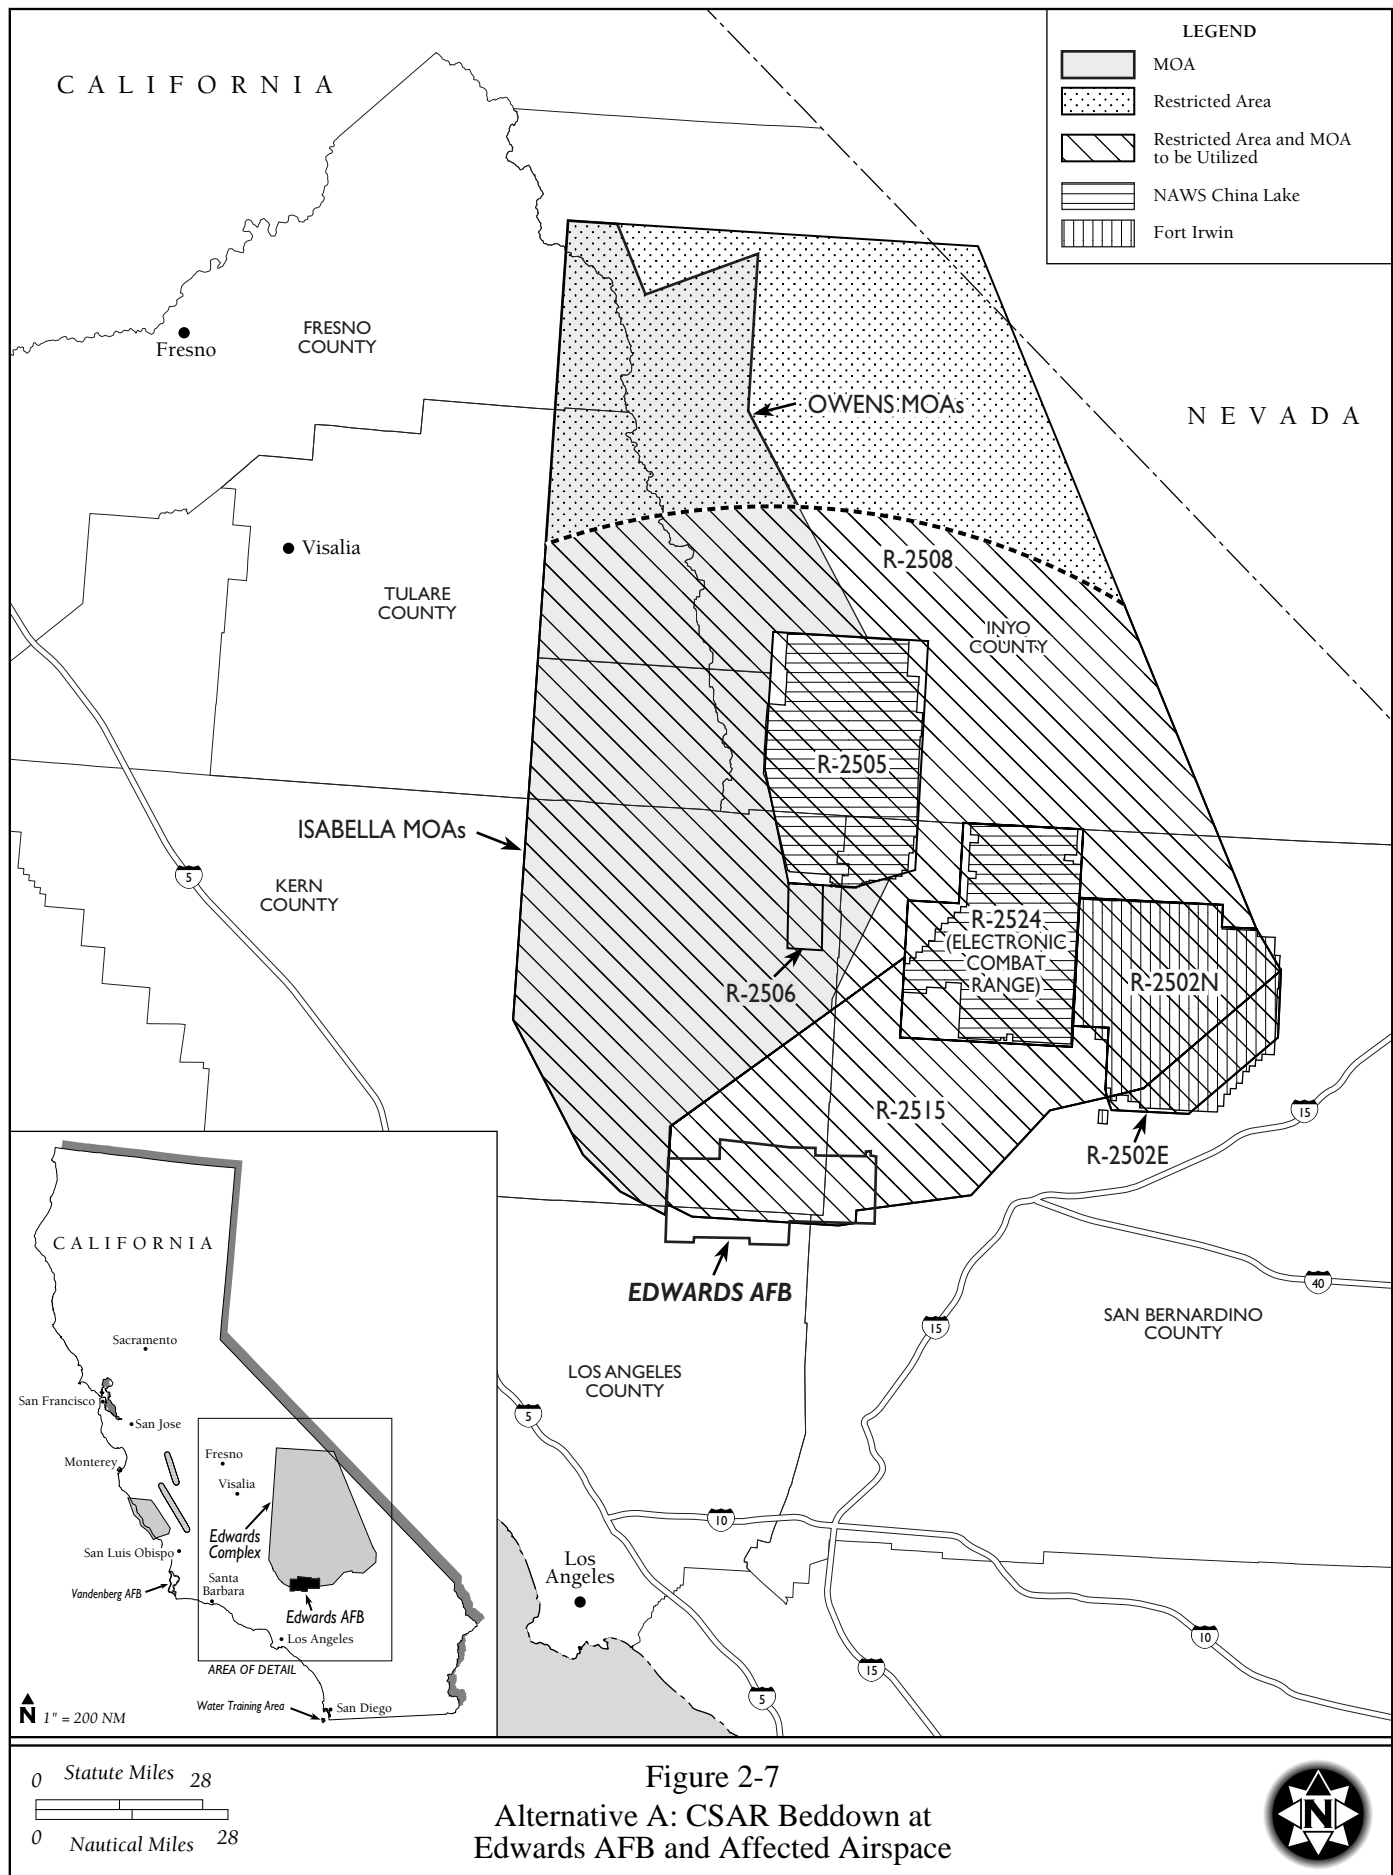 CALIFORNIA
LEGEND
MOA
Restricted Area
Restricted Area and MOA
to be Utilized
NAWS China Lake
Fort Irwin
Fresno
FRESNO
COUNTY
OWENS MOAs
NEVADA
Visalia
R-2508
TULARE
COUNTY
INYO
COUNTY
R-2505
ISABELLA MOAs
5
KERN
COUNTY
R-2524
(ELECTRONIC
COMBAT
RANGE)
R-2506
R-2502N
R-2515
15
R-2502E
EDWARDS AFB
40
15
SAN BERNARDINO
COUNTY
LOS ANGELES
COUNTY
5
10
Los
Angeles
10
15
5
CALIFORNIA
Sacramento
San Francisco
San Jose
Monterey
Fresno
Visalia
Edwards
Complex
San Luis Obispo
Santa
Barbara
Vandenberg AFB
Edwards AFB
Los Angeles
AREA OF DETAIL
Water Training Area
San Diego
N 1" = 200 NM
0 Statute Miles 28
0 Nautical Miles 28
Figure 2-7
Alternative A: CSAR Beddown at
Edwards AFB and Affected Airspace
N